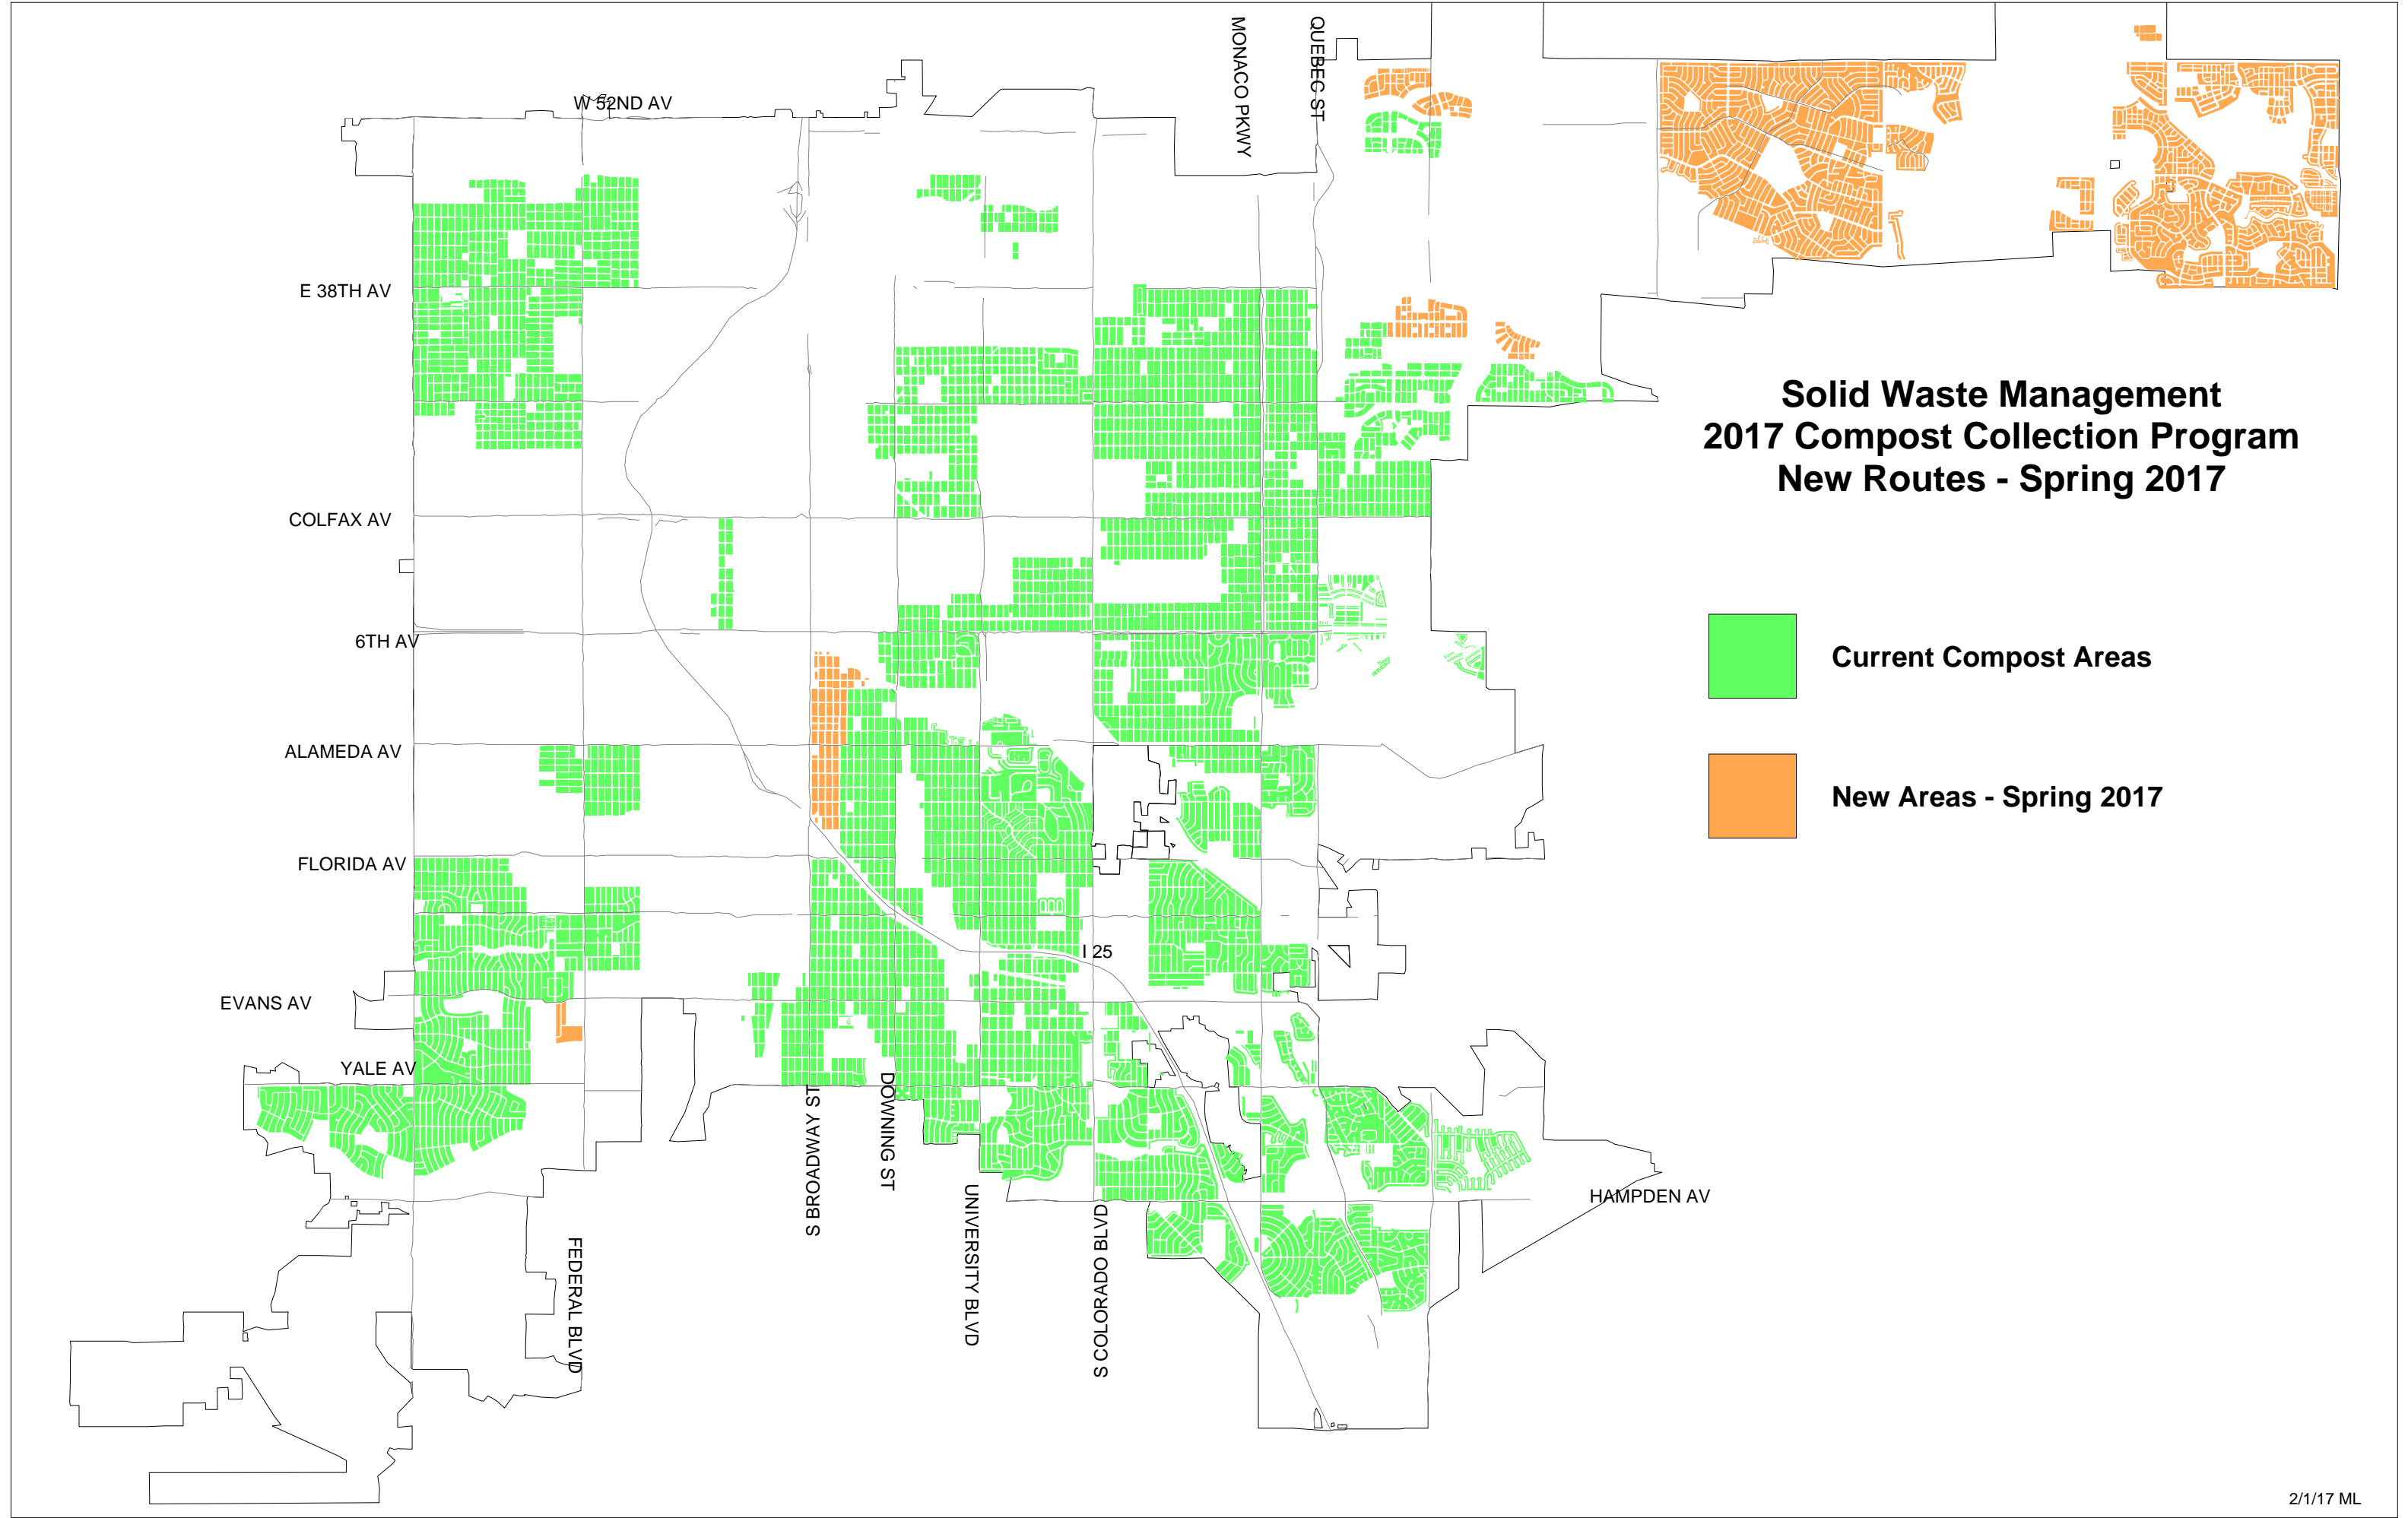 MONACO PKWY
QUEBEC ST
W 52ND AV
E 38TH AV
Solid Waste Management
2017 Compost Collection Program
New Routes - Spring 2017
COLFAX AV
6TH AV
Current Compost Areas
ALAMEDA AV
New Areas - Spring 2017
FLORIDA AV
I 25
EVANS AV
YALE AV
S BROADWAY ST
DOWNING ST
UNIVERSITY BLVD
S COLORADO BLVD
HAMPDEN AV
FEDERAL BLVD
2/1/17 ML